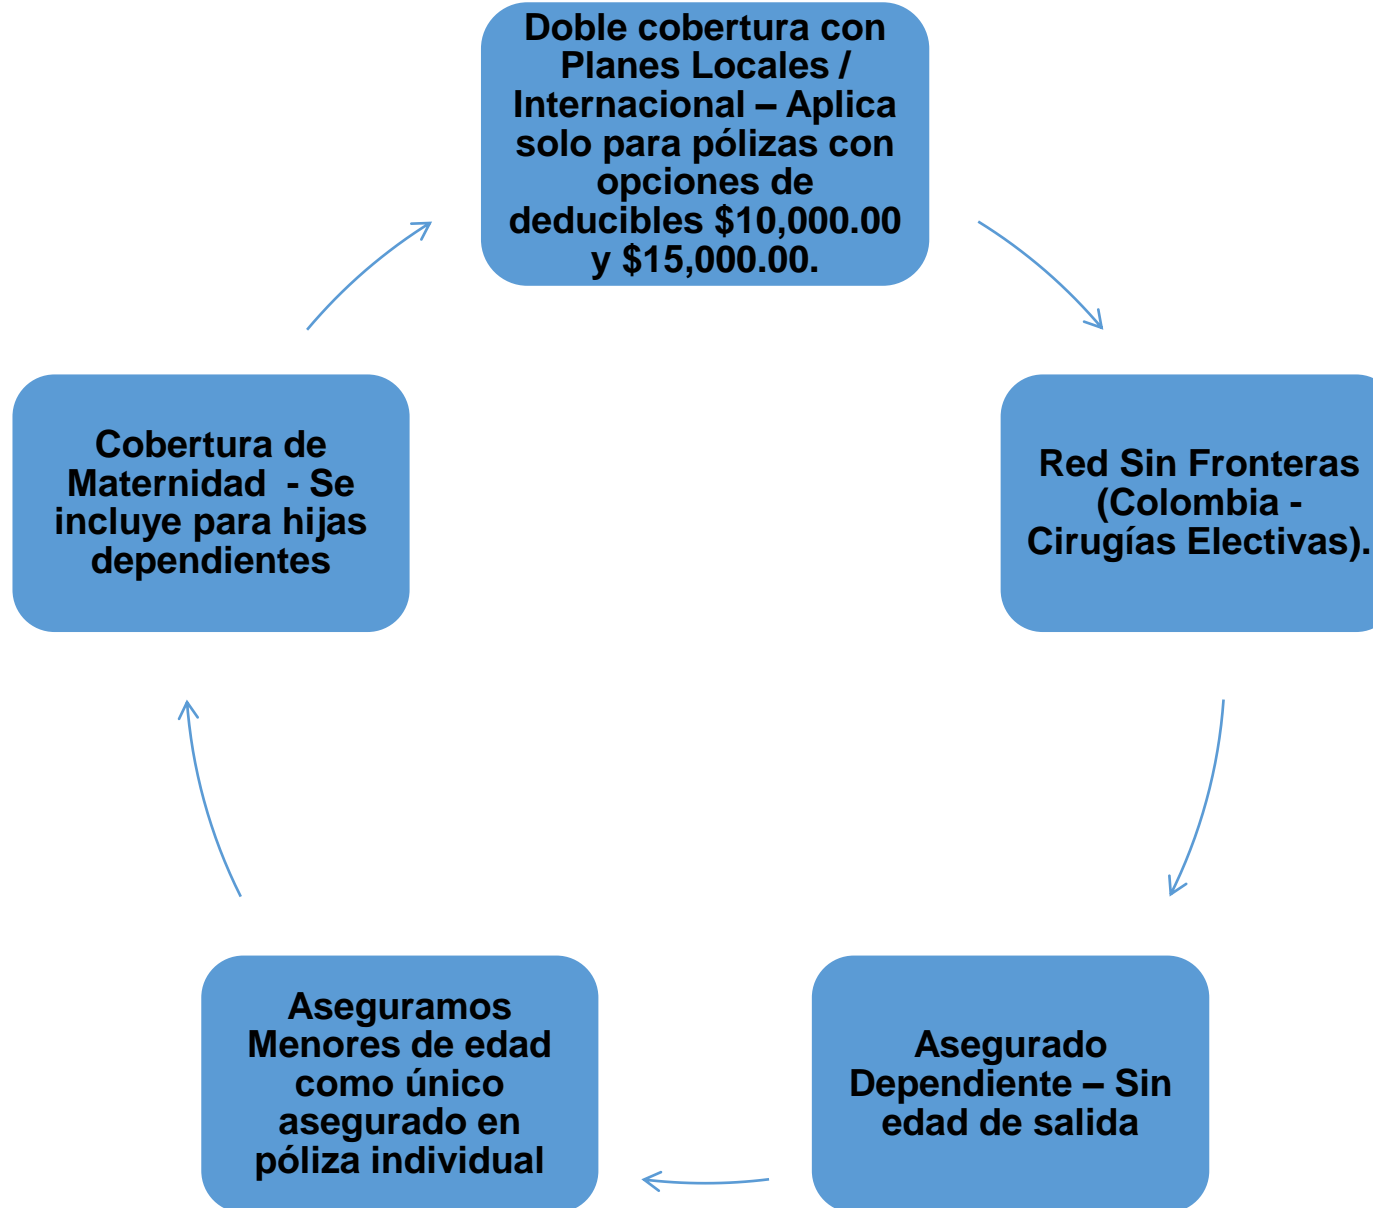 Doble cobertura con
Planes Locales /
Internacional – Aplica
solo para pólizas con
opciones de
deducibles $10,000.00
y $15,000.00.
Red Sin Fronteras
(Colombia -
Cirugías Electivas).
Asegurado
Dependiente – Sin
edad de salida
Aseguramos
Menores de edad
como único
asegurado en
póliza individual
Cobertura de
Maternidad - Se
incluye para hijas
dependientes